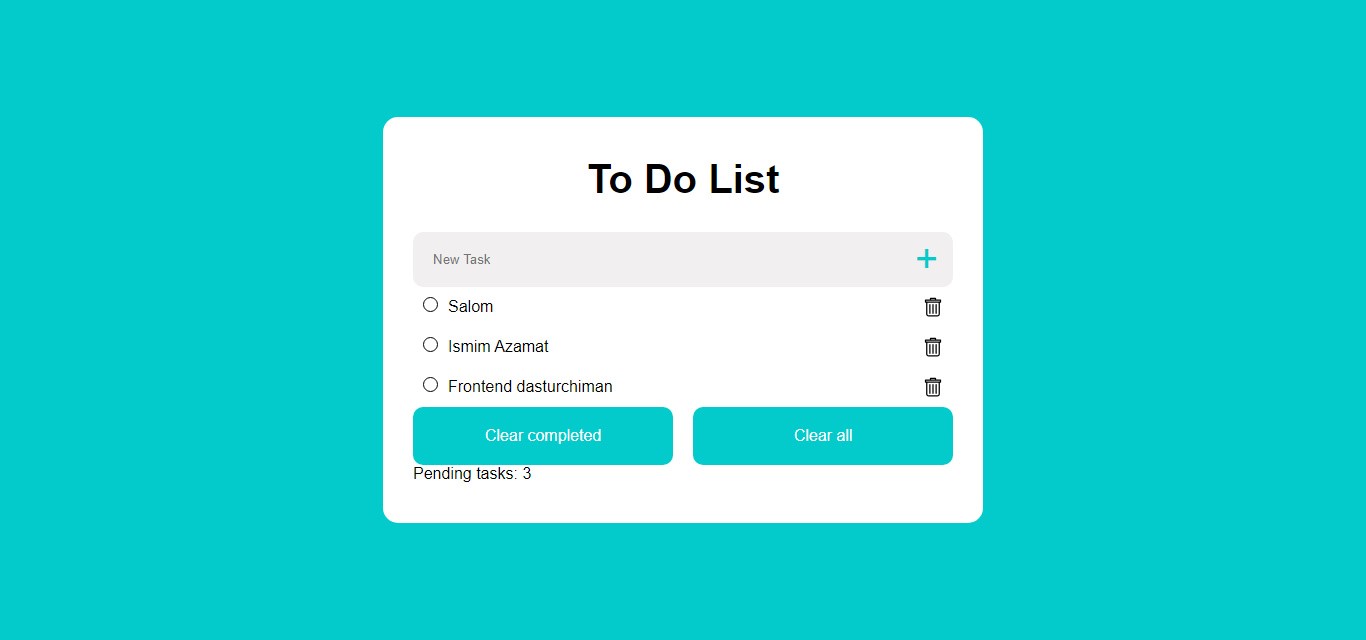 To Do List
New Task
Salom
Ismim Azamat
Frontend dasturchiman
Clear completed Clear all
Pending tasks: 3